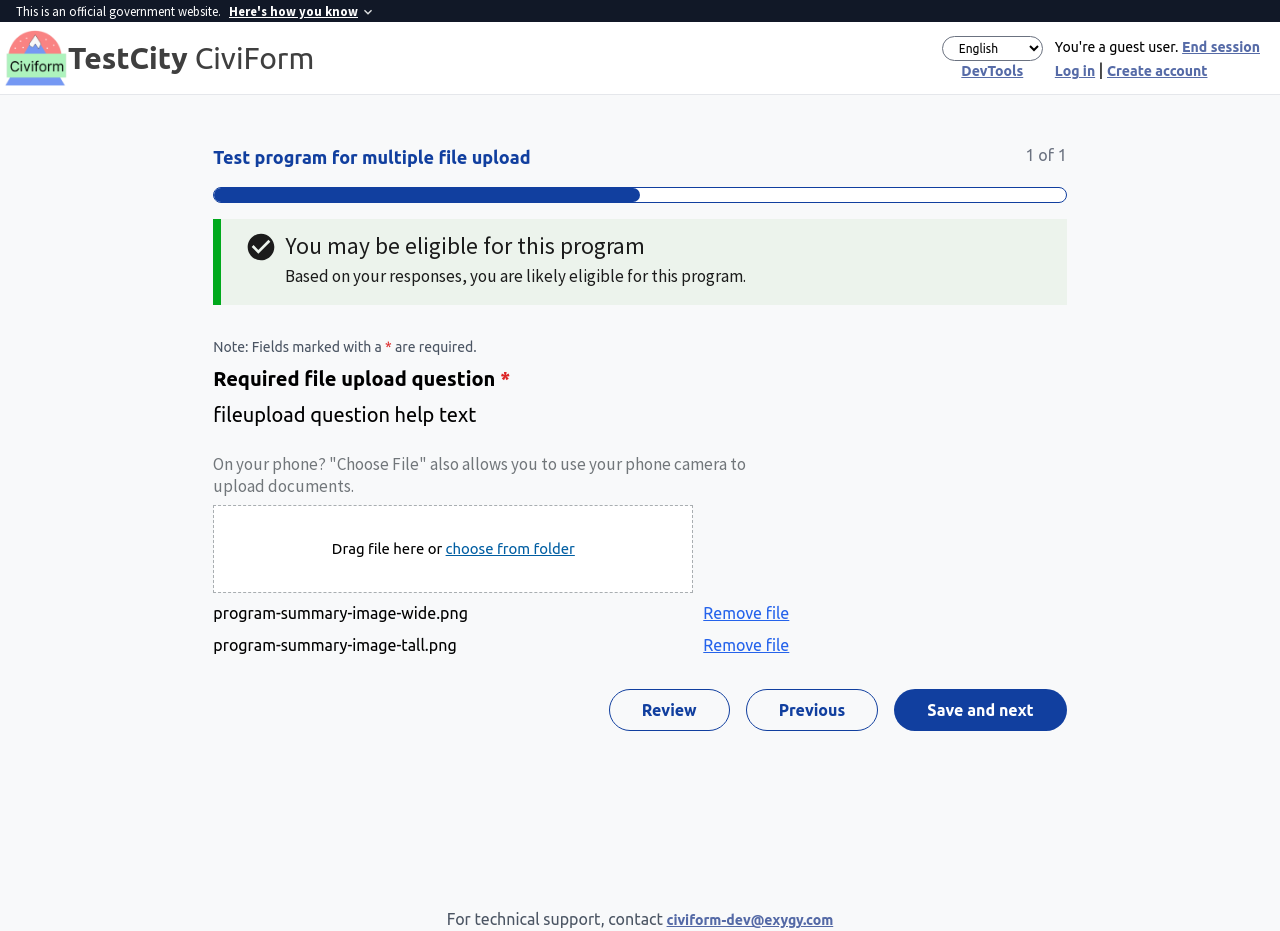 This is an official government website. Here's how you know
Civiform
TestCity CiviForm
English
You're a guest user. End session
DevTools
Log in | Create account
Test program for multiple file upload
1 of 1
You may be eligible for this program
Based on your responses, you are likely eligible for this program.
Note: Fields marked with a * are required.
Required file upload question *
fileupload question help text
On your phone? "Choose File" also allows you to use your phone camera to
upload documents.
Drag file here or choose from folder
program-summary-image-wide.png
Remove file
program-summary-image-tall.png
Remove file
Review
Previous
Save and next
For technical support, contact civiform-dev@exygy.com